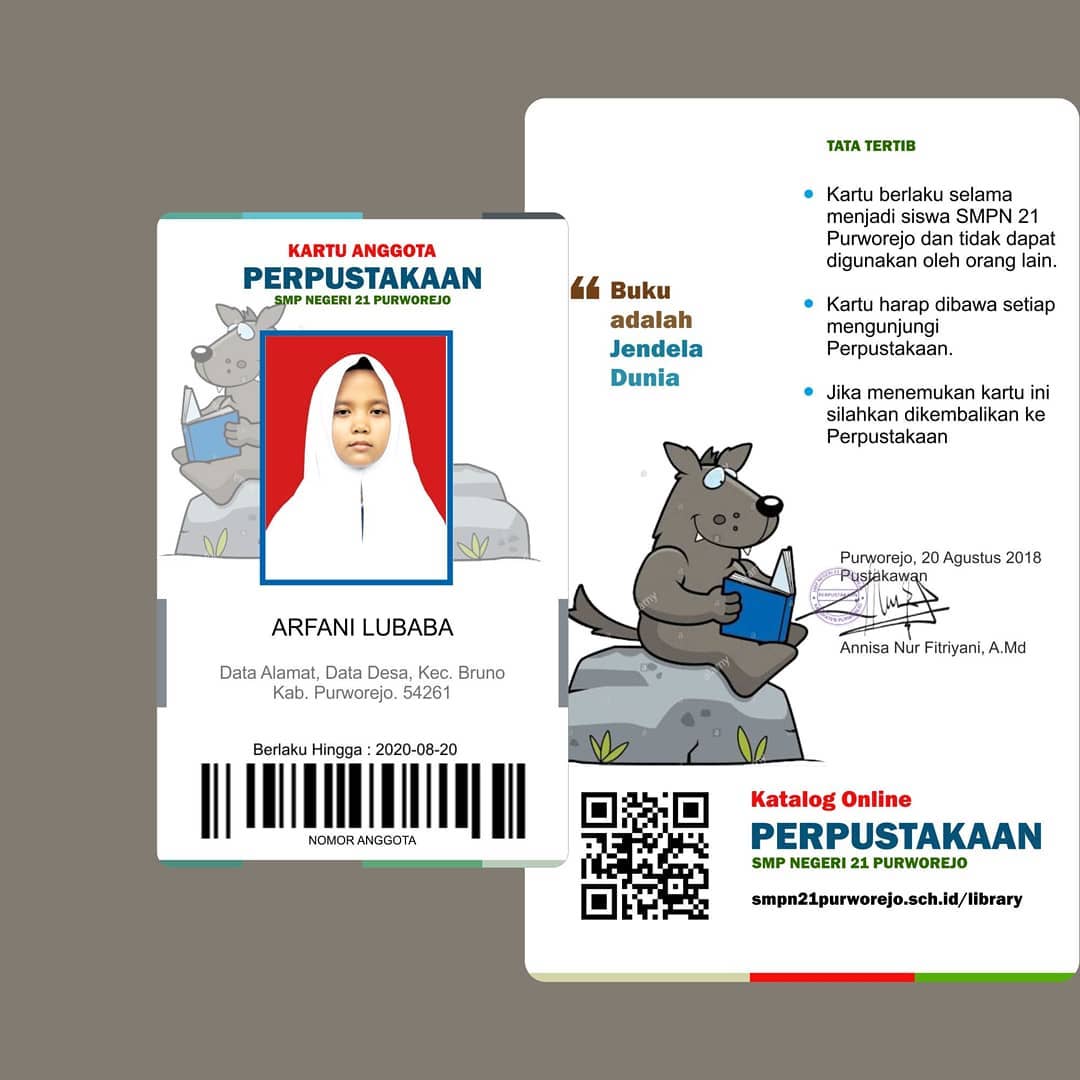 KARTU ANGGOTA
PERPUSTAKAAN
SMP NEGERI 21 PURWOREJO
ARFANI LUBABA
Data Alamat, Data Desa, Kec. Bruno
Kab. Purworejo. 54261
Berlaku Hingga : 2020-08-20
NOMOR ANGGOTA
TATA TERTIB
Kartu berlaku selama
menjadi siswa SMPN 21
Purworejo dan tidak dapat
digunakan oleh orang lain.
Kartu harap dibawa setiap
mengunjungi
Perpustakaan.
Jika menemukan kartu ini
silahkan dikembalikan ke
Perpustakaan
“ Buku
adalah
Jendela
Dunia
Purworejo, 20 Agustus 2018
Pustakawan
PERPUSTAKAAN
Annisa Nur Fitriyani, A.Md
alamy
Katalog Online
PERPUSTAKAAN
SMP NEGERI 21 PURWOREJO
smpn21purworejo.sch.id/library